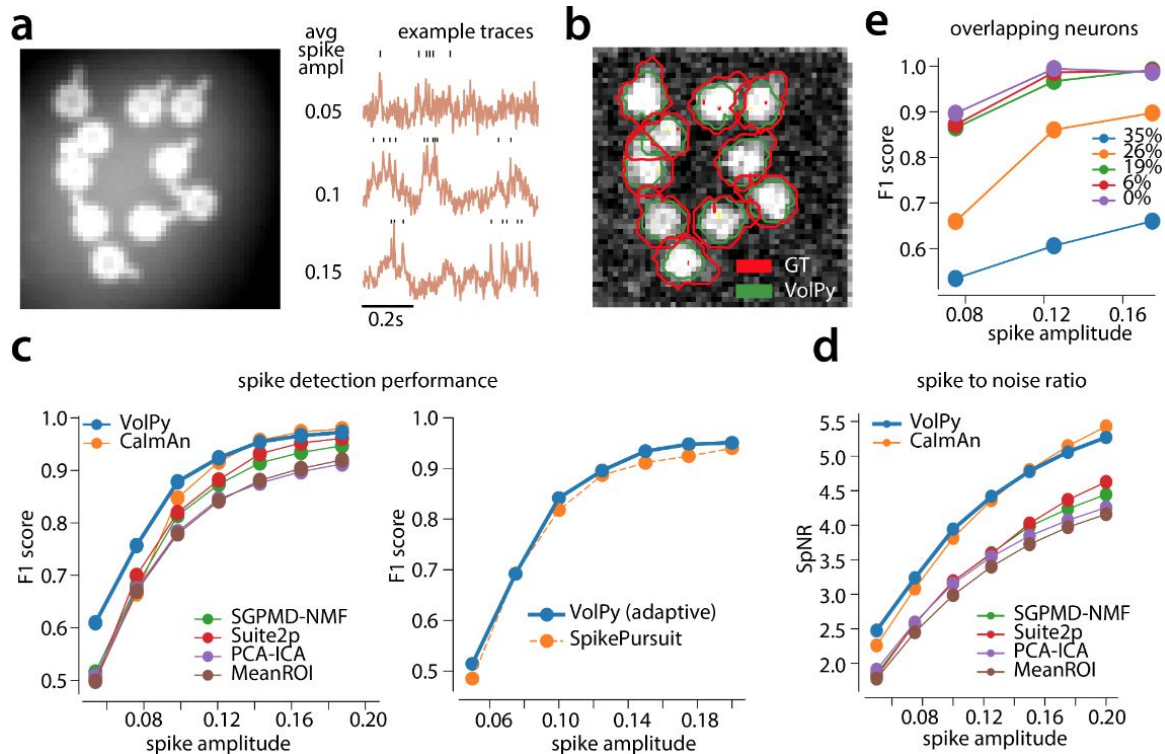 a
avg
spike
ampl
example traces
0.05
0.1
0.15
0.2s
b
GT
VolPy
e
overlapping neurons
F1 score
1.0
0.9
0.8
0.7
0.6
35%
26%
19%
6%
0%
0.08
0.12
0.16
spike amplitude
c
spike detection performance
F1 score
1.0
0.9
0.8
0.7
0.6
0.5
VolPy
CaImAn
SGPMD-NMF
Suite2p
PCA-ICA
MeanROI
0.08
0.12
0.16
0.20
spike amplitude
F1 score
1.0
0.9
0.8
0.7
0.6
0.5
VolPy (adaptive)
SpikePursuit
0.06
0.10
0.14
0.18
spike amplitude
d
spike to noise ratio
SpNR
5.5
5.0
4.5
4.0
3.5
3.0
2.5
2.0
VolPy
CaImAn
SGPMD-NMF
Suite2p
PCA-ICA
MeanROI
0.08
0.12
0.16
0.20
spike amplitude